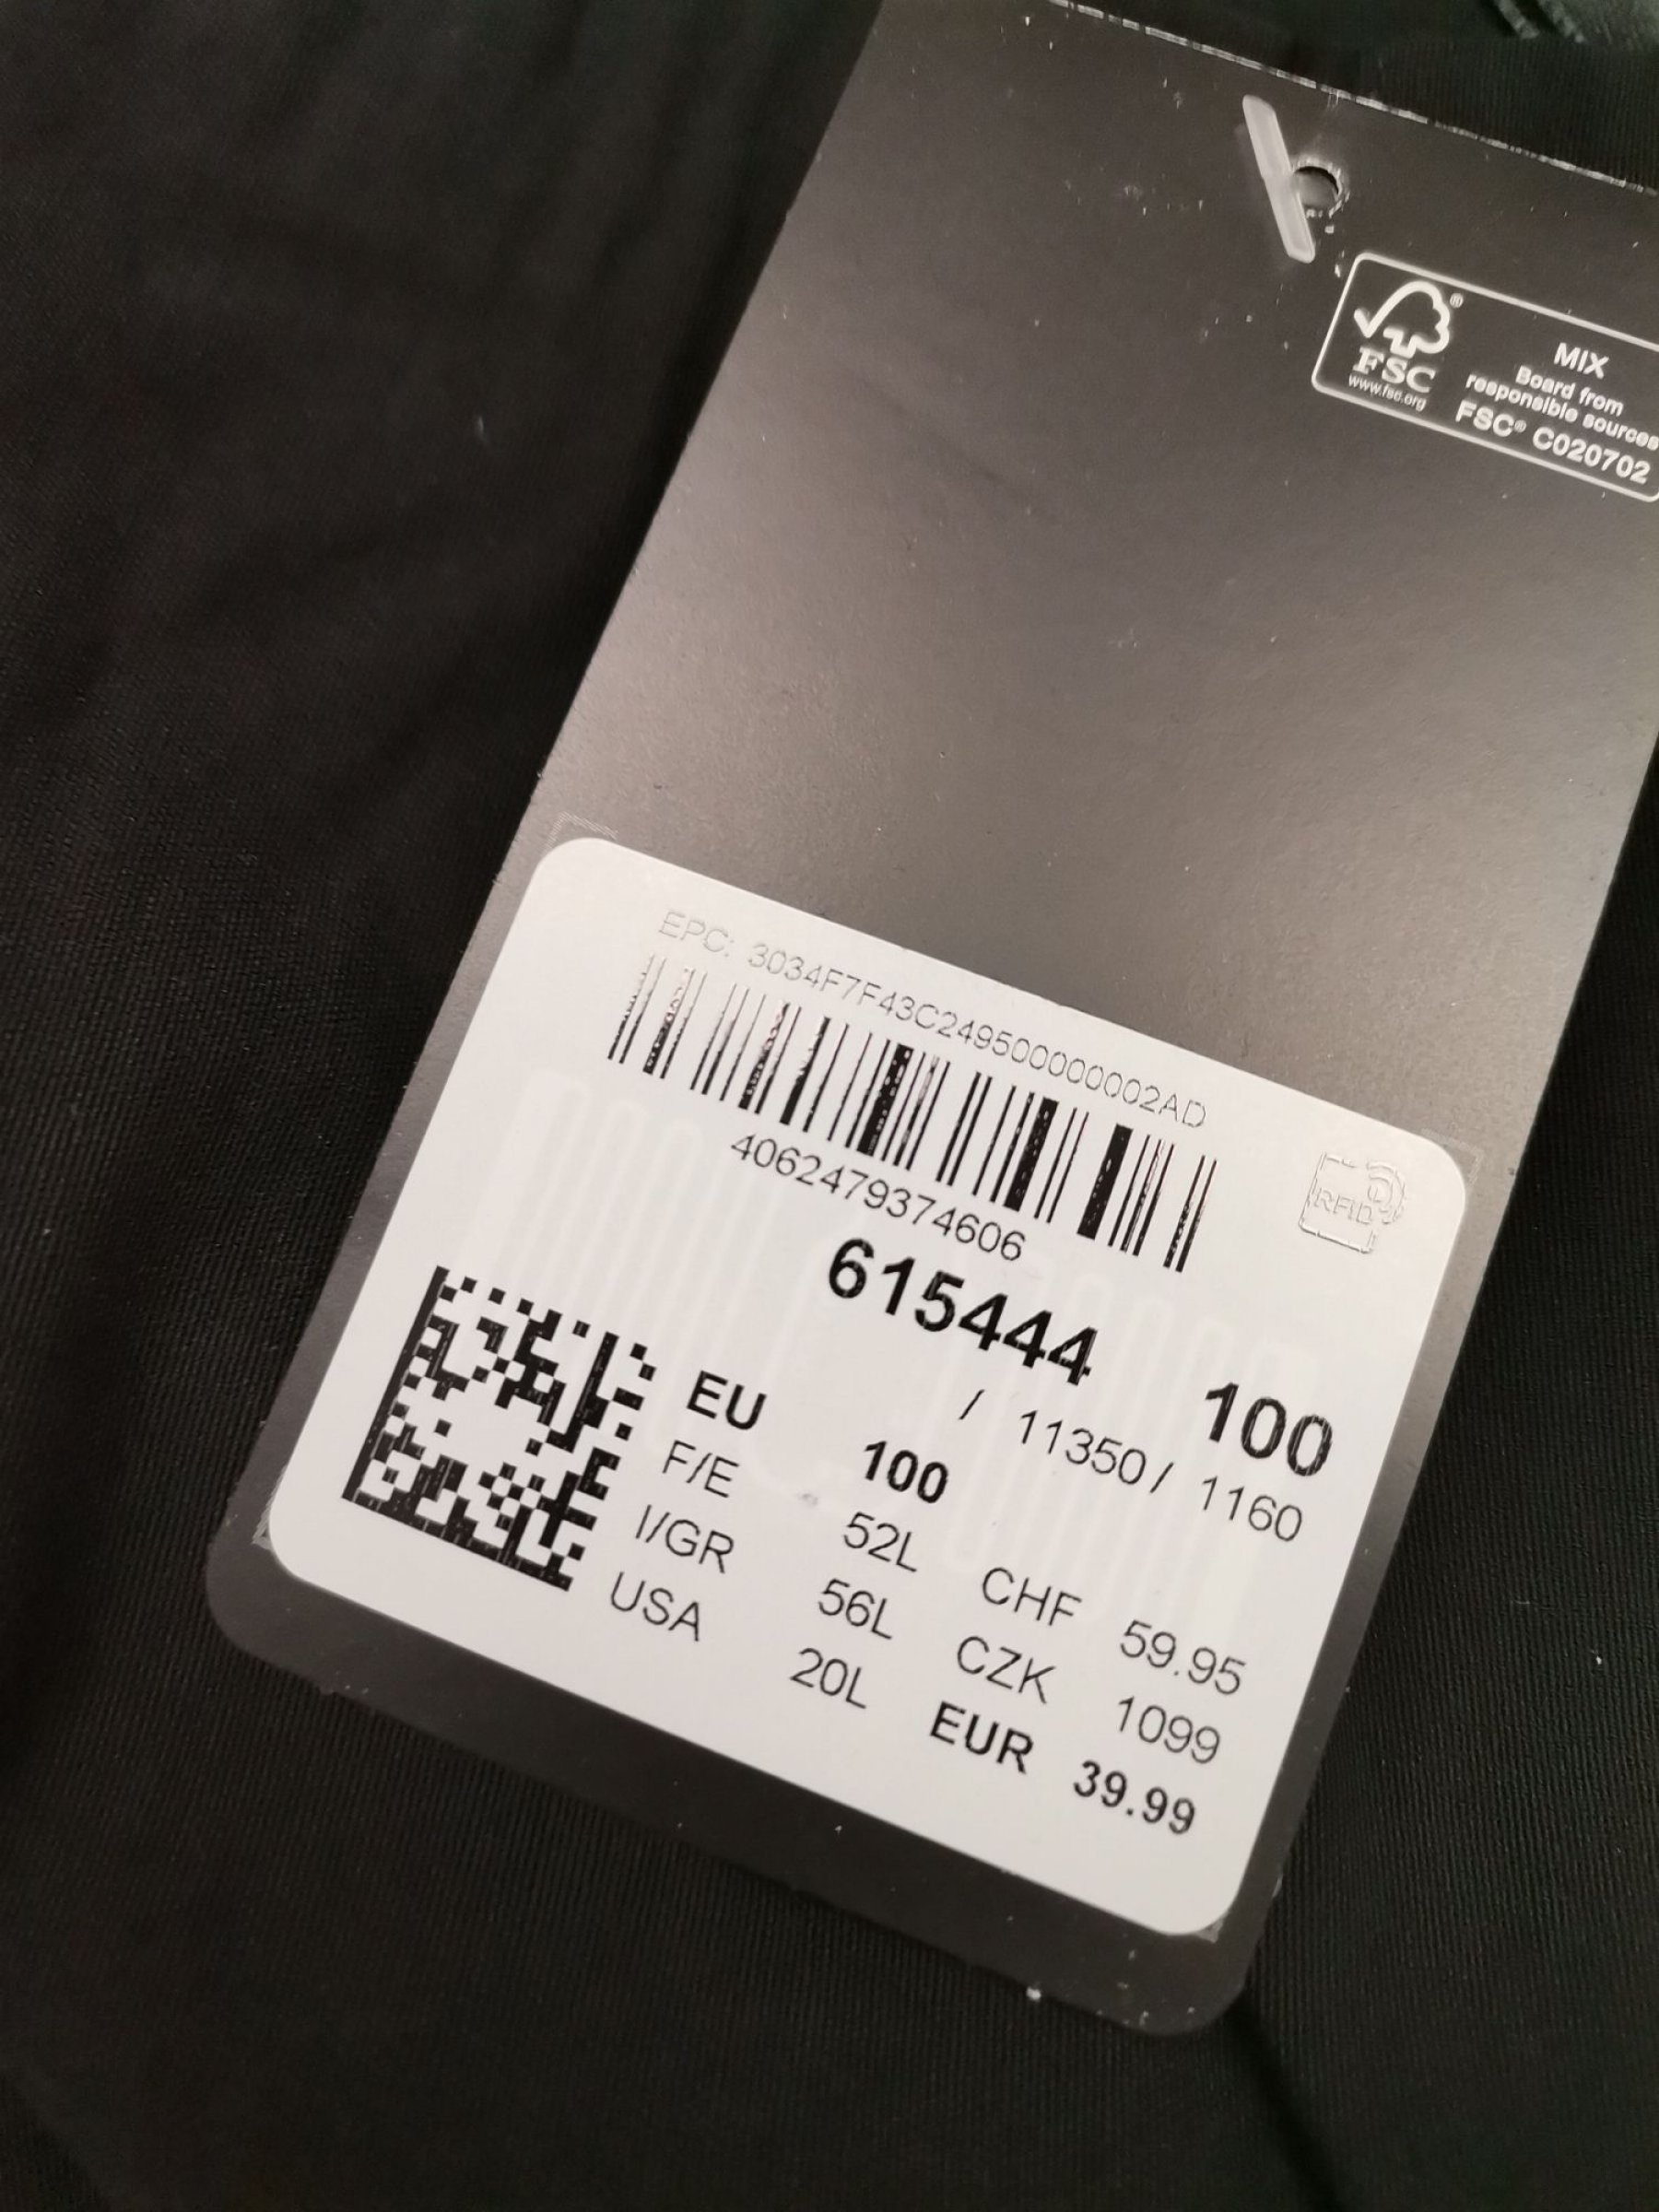 FSC®
www.fsc.org
MIX
Board from
responsible sources
FSC® C020702
EPC: 3034F7F43C249500000002AD
4062479374606
RFID
615444 100
/ 11350 / 1160
EU 100
F/E 52L CHF 59.95
I/GR 56L CZK 1099
USA 20L EUR 39.99